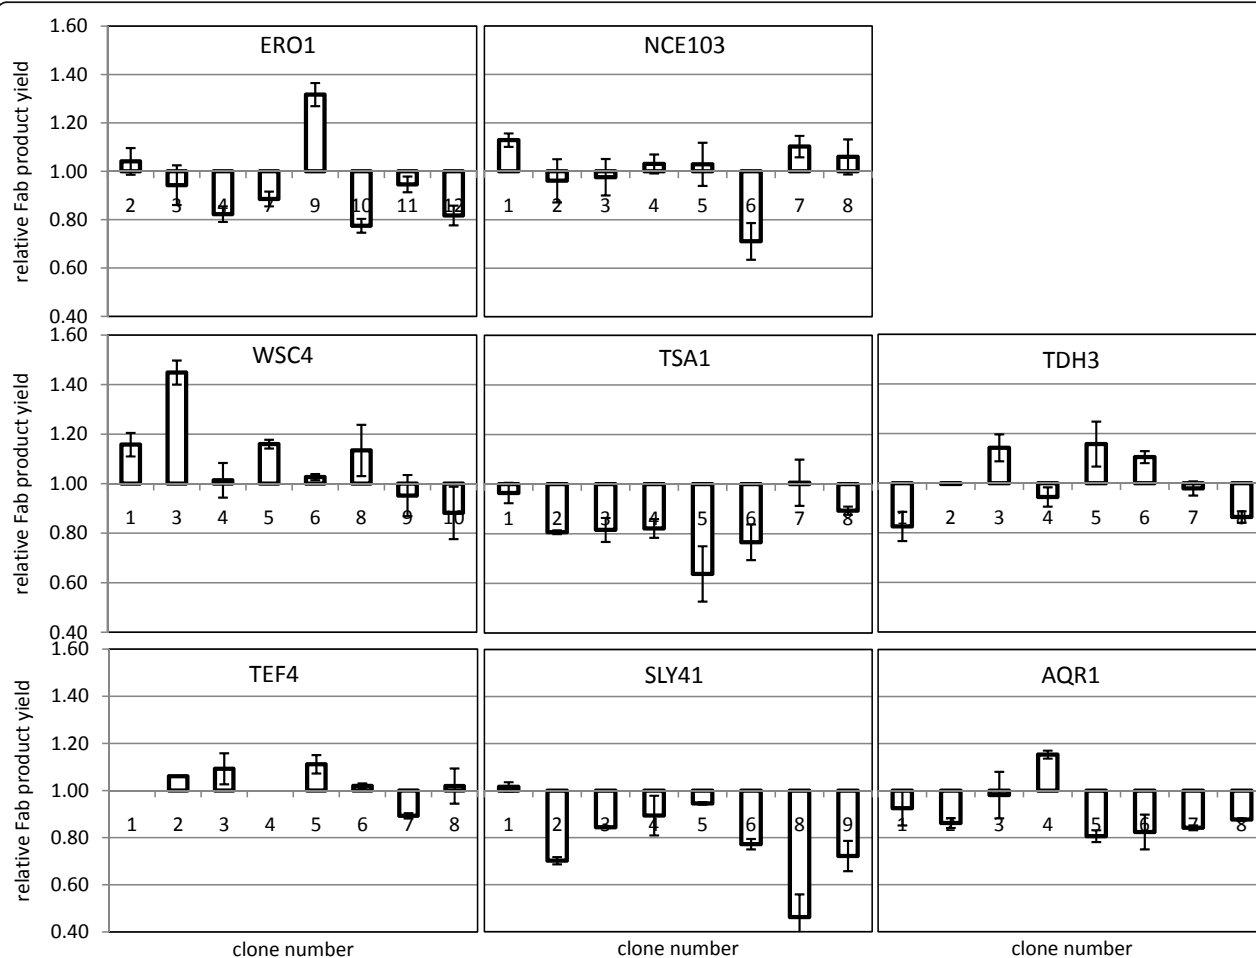 ERO1
NCE103
relative Fab product yield
1.60
1.40
1.20
1.00
0.80
0.60
0.40
2 3 4 7 9 10 11 12
1 2 3 4 5 6 7 8
WSC4
TSA1
TDH3
relative Fab product yield
1.60
1.40
1.20
1.00
0.80
0.60
0.40
1 3 4 5 6 8 9 10
1 2 3 4 5 6 7 8
1 2 3 4 5 6 7 8
TEF4
SLY41
AQR1
relative Fab product yield
1.60
1.40
1.20
1.00
0.80
0.60
0.40
1 2 3 4 5 6 7 8
1 2 3 4 5 6 8 9
1 2 3 4 5 6 7 8
clone number
clone number
clone number